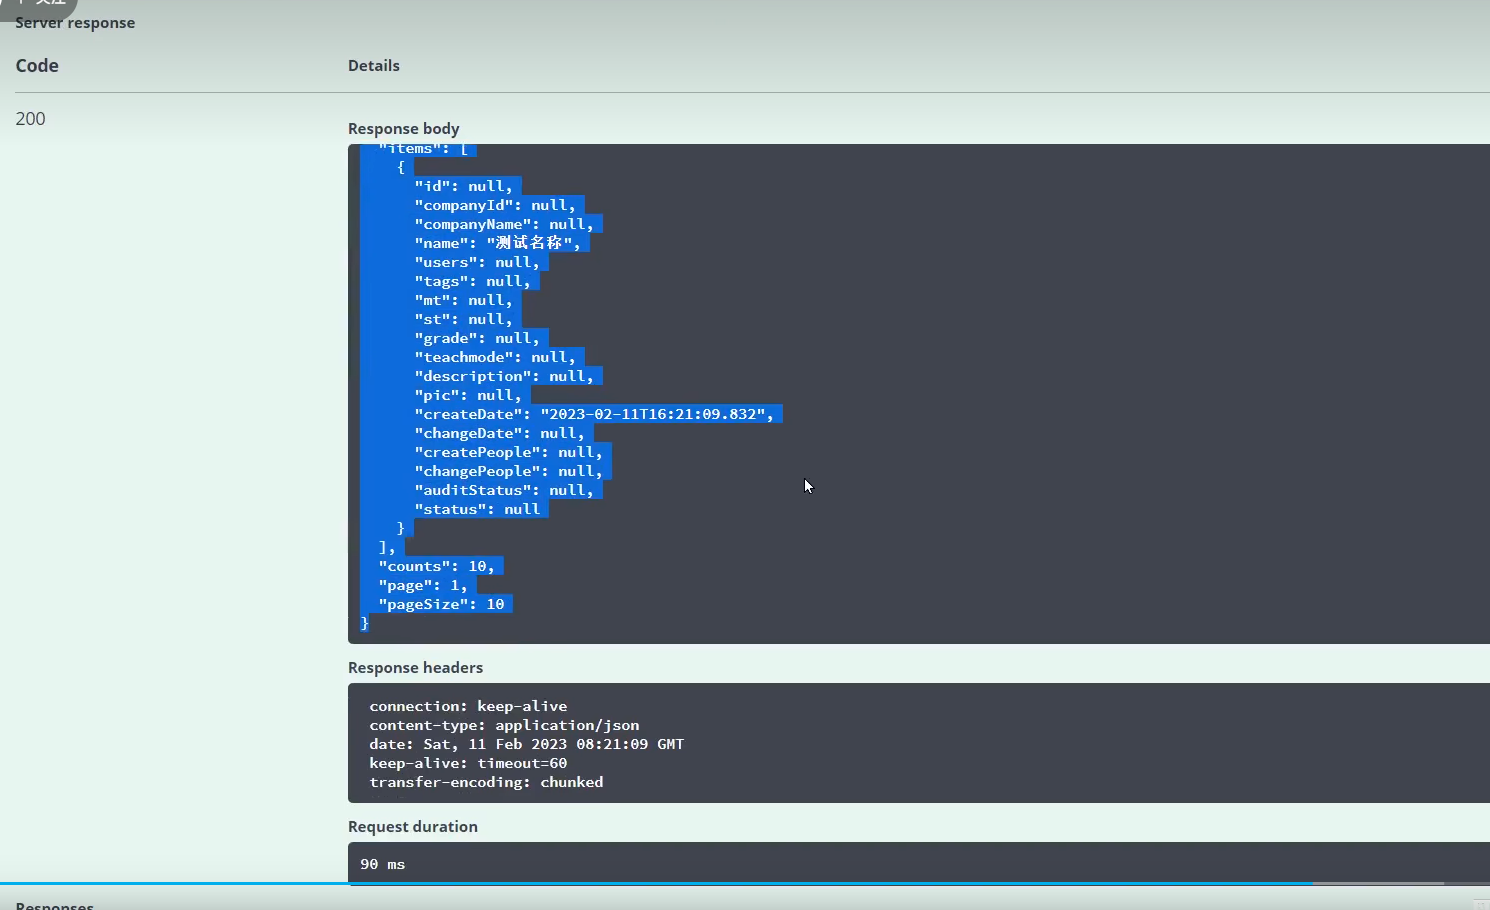 关注
Server response
Code
Details
200
Response body
"items": [
{
"id": null,
"companyId": null,
"companyName": null,
"name": "测试名称",
"users": null,
"tags": null,
"mt": null,
"st": null,
"grade": null,
"teachmode": null,
"description": null,
"pic": null,
"createDate": "2023-02-11T16:21:09.832",
"changeDate": null,
"createPeople": null,
"changePeople": null,
"auditStatus": null,
"status": null
}
],
"counts": 10,
"page": 1,
"pageSize": 10
}
Response headers
connection: keep-alive
content-type: application/json
date: Sat, 11 Feb 2023 08:21:09 GMT
keep-alive: timeout=60
transfer-encoding: chunked
Request duration
90 ms
Responses